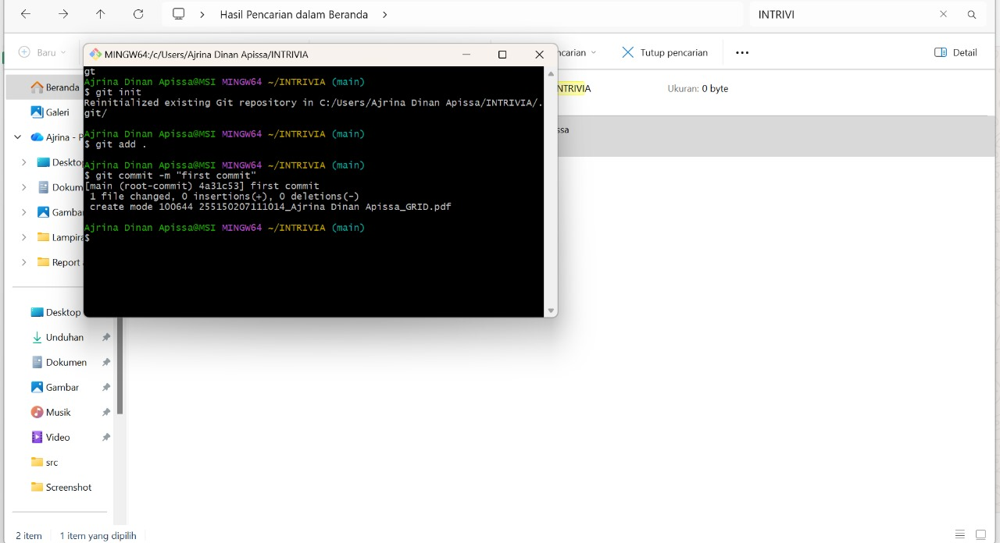 Hasil Pencarian dalam Beranda
INTRIVI
Baru
MINGW64:/c/Users/Ajrina Dinan Apissa/INTRIVIA
ncarian
Tutup pencarian
Detail
gt
Ajrina Dinan Apissa@MSI MINGW64 ~/INTRIVIA (main)
$ git init
Reinitialized existing Git repository in C:/Users/Ajrina Dinan Apissa/INTRIVIA/.
git/
Ajrina Dinan Apissa@MSI MINGW64 ~/INTRIVIA (main)
$ git add .
Ajrina Dinan Apissa@MSI MINGW64 ~/INTRIVIA (main)
$ git commit -m "first commit"
[main (root-commit) 4a31c53] first commit
1 file changed, 0 insertions(+), 0 deletions(-)
create mode 100644 255150207111014_Ajrina Dinan Apissa_GRID.pdf
Ajrina Dinan Apissa@MSI MINGW64 ~/INTRIVIA (main)
$
NTRIVIA
Ukuran: 0 byte
ssa
Beranda
Galeri
Ajrina - P
Deskto
Dokum
Gamba
Lampira
Report
Desktop
Unduhan
Dokumen
Gambar
Musik
Video
src
Screenshot
2 item
1 item yang dipilih